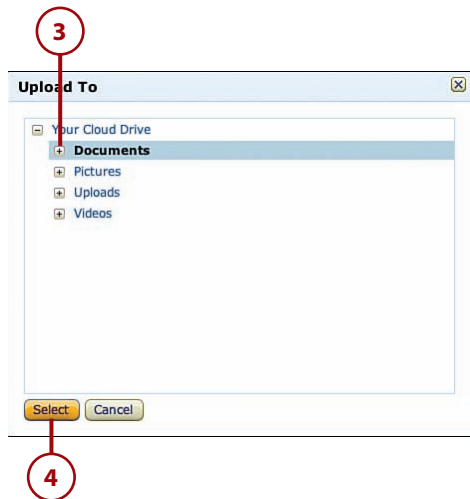 3
Upload To
Your Cloud Drive
Documents
Pictures
Uploads
Videos
Select Cancel
4